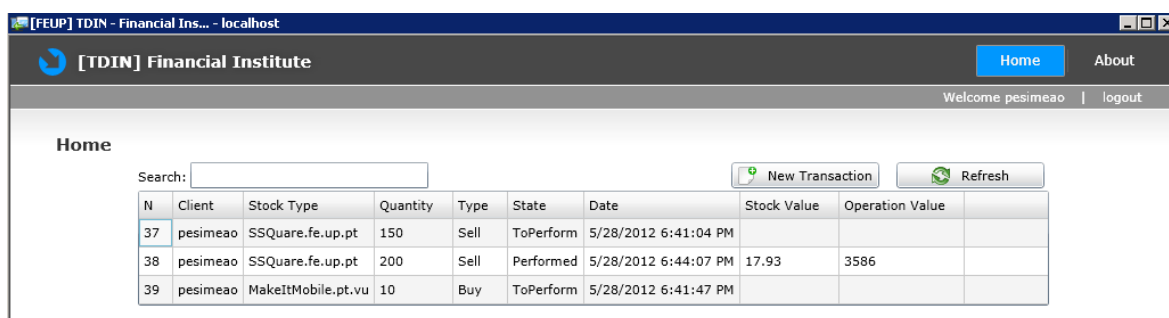 [FEUP] TDIN - Financial Ins... - localhost
[TDIN] Financial Institute Home About
Welcome pesimeao | logout
Home
Search: New Transaction Refresh
N Client Stock Type Quantity Type State Date Stock Value Operation Value
37 pesimeao SSQuare.fe.up.pt 150 Sell ToPerform 5/28/2012 6:41:04 PM
38 pesimeao SSQuare.fe.up.pt 200 Sell Performed 5/28/2012 6:44:07 PM 17.93 3586
39 pesimeao MakeItMobile.pt.vu 10 Buy ToPerform 5/28/2012 6:41:47 PM